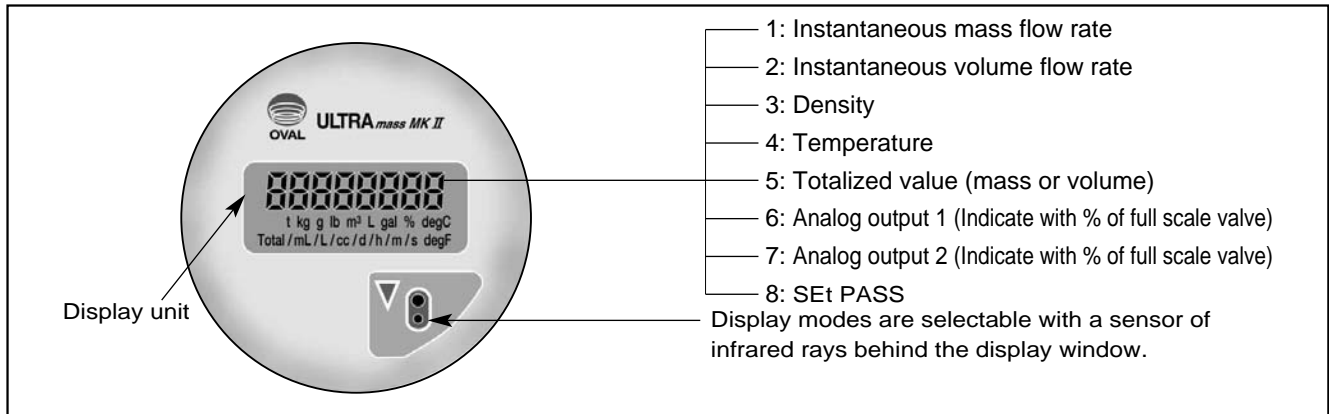 OVAL
ULTRA mass MK II
88888888
t kg g lb m³ L gal % degC
Total / mL / L / cc / d / h / m / s degF
Display unit
1: Instantaneous mass flow rate
2: Instantaneous volume flow rate
3: Density
4: Temperature
5: Totalized value (mass or volume)
6: Analog output 1 (Indicate with % of full scale valve)
7: Analog output 2 (Indicate with % of full scale valve)
8: SEt PASS
Display modes are selectable with a sensor of
infrared rays behind the display window.